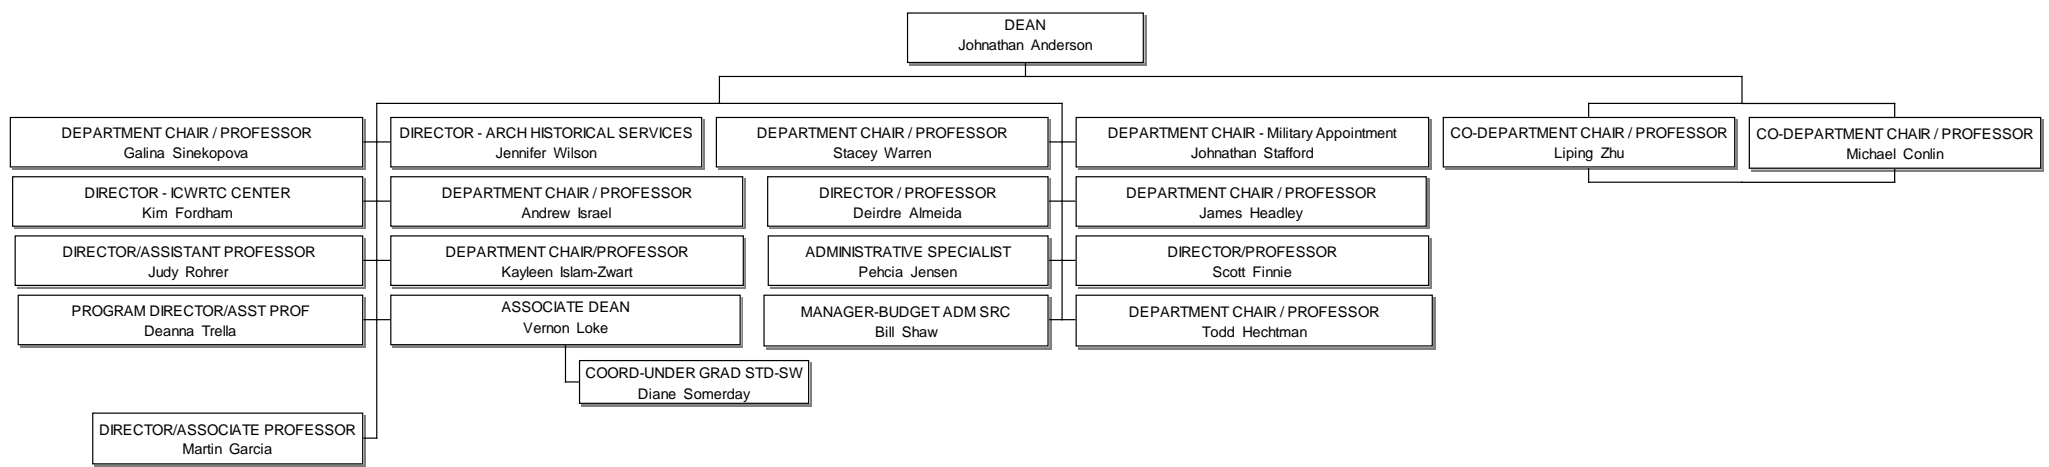 DEAN
Johnathan Anderson
DEPARTMENT CHAIR / PROFESSOR
Galina Sinekopova
DIRECTOR - ARCH HISTORICAL SERVICES
Jennifer Wilson
DEPARTMENT CHAIR / PROFESSOR
Stacey Warren
DEPARTMENT CHAIR - Military Appointment
Johnathan Stafford
CO-DEPARTMENT CHAIR / PROFESSOR
Liping Zhu
CO-DEPARTMENT CHAIR / PROFESSOR
Michael Conlin
DIRECTOR - ICWRTC CENTER
Kim Fordham
DEPARTMENT CHAIR / PROFESSOR
Andrew Israel
DIRECTOR / PROFESSOR
Deirdre Almeida
DEPARTMENT CHAIR / PROFESSOR
James Headley
DIRECTOR/ASSISTANT PROFESSOR
Judy Rohrer
DEPARTMENT CHAIR/PROFESSOR
Kayleen Islam-Zwart
ADMINISTRATIVE SPECIALIST
Pehcia Jensen
DIRECTOR/PROFESSOR
Scott Finnie
PROGRAM DIRECTOR/ASST PROF
Deanna Trella
ASSOCIATE DEAN
Vernon Loke
MANAGER-BUDGET ADM SRC
Bill Shaw
DEPARTMENT CHAIR / PROFESSOR
Todd Hechtman
COORD-UNDER GRAD STD-SW
Diane Somerday
DIRECTOR/ASSOCIATE PROFESSOR
Martin Garcia